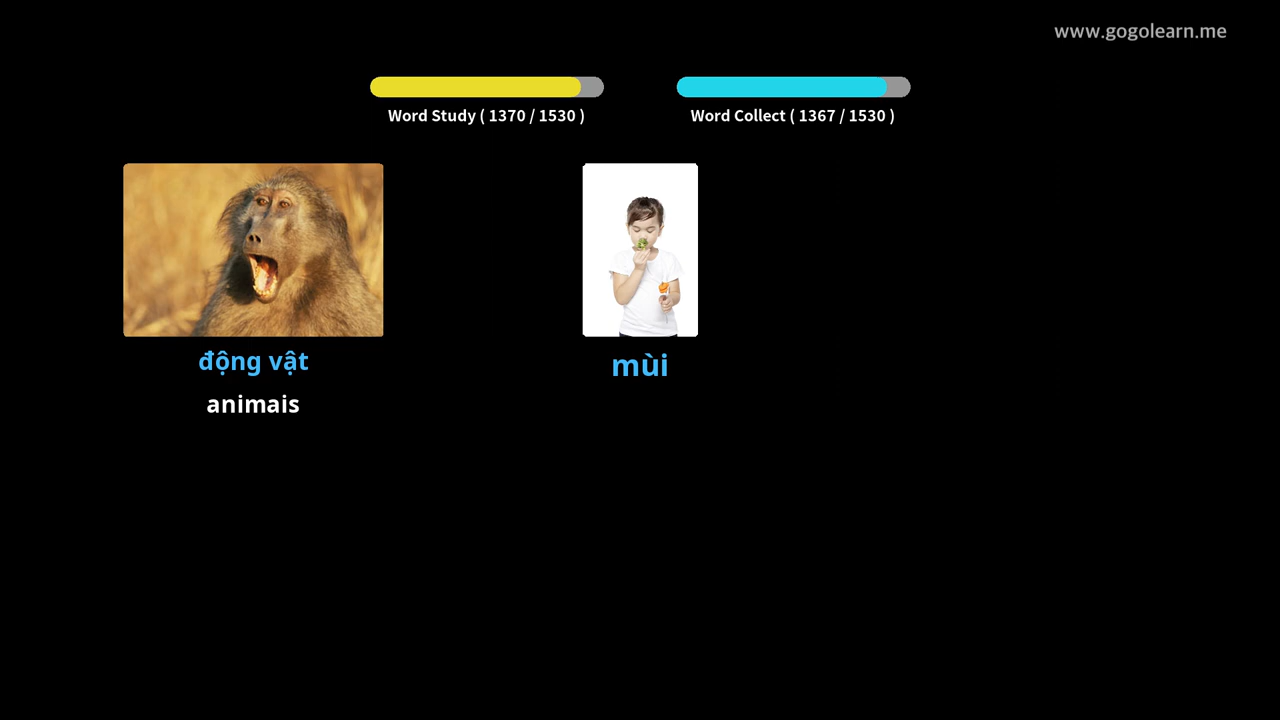 www.gogolearn.me
Word Study ( 1370 / 1530 )
Word Collect ( 1367 / 1530 )
động vật
animais
mùi